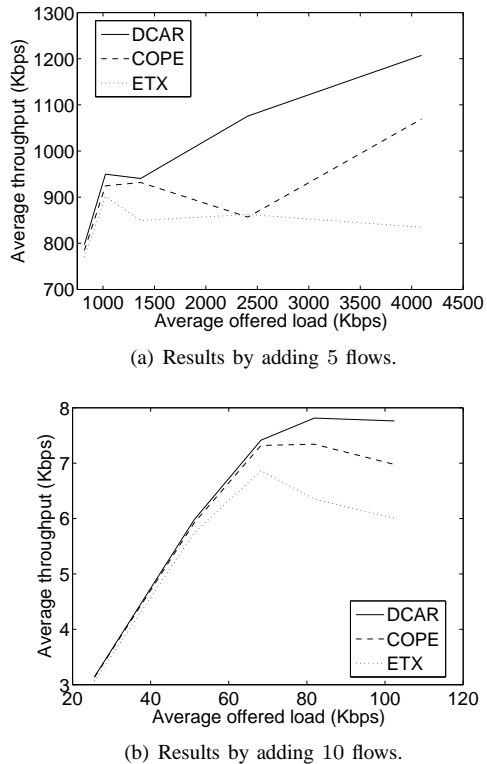 DCAR
COPE
ETX
1300
1200
1100
1000
900
800
700
1000 1500 2000 2500 3000 3500 4000 4500
Average throughput (Kbps)
Average offered load (Kbps)
(a) Results by adding 5 flows.
8
7
6
5
4
3
20 40 60 80 100 120
Average throughput (Kbps)
DCAR
COPE
ETX
Average offered load (Kbps)
(b) Results by adding 10 flows.